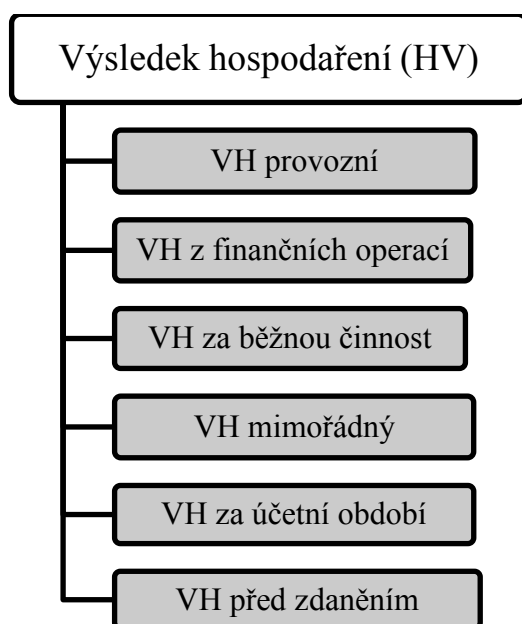 Výsledek hospodaření (HV)
VH provozní
VH z finančních operací
VH za běžnou činnost
VH mimořádný
VH za účetní období
VH před zdaněním